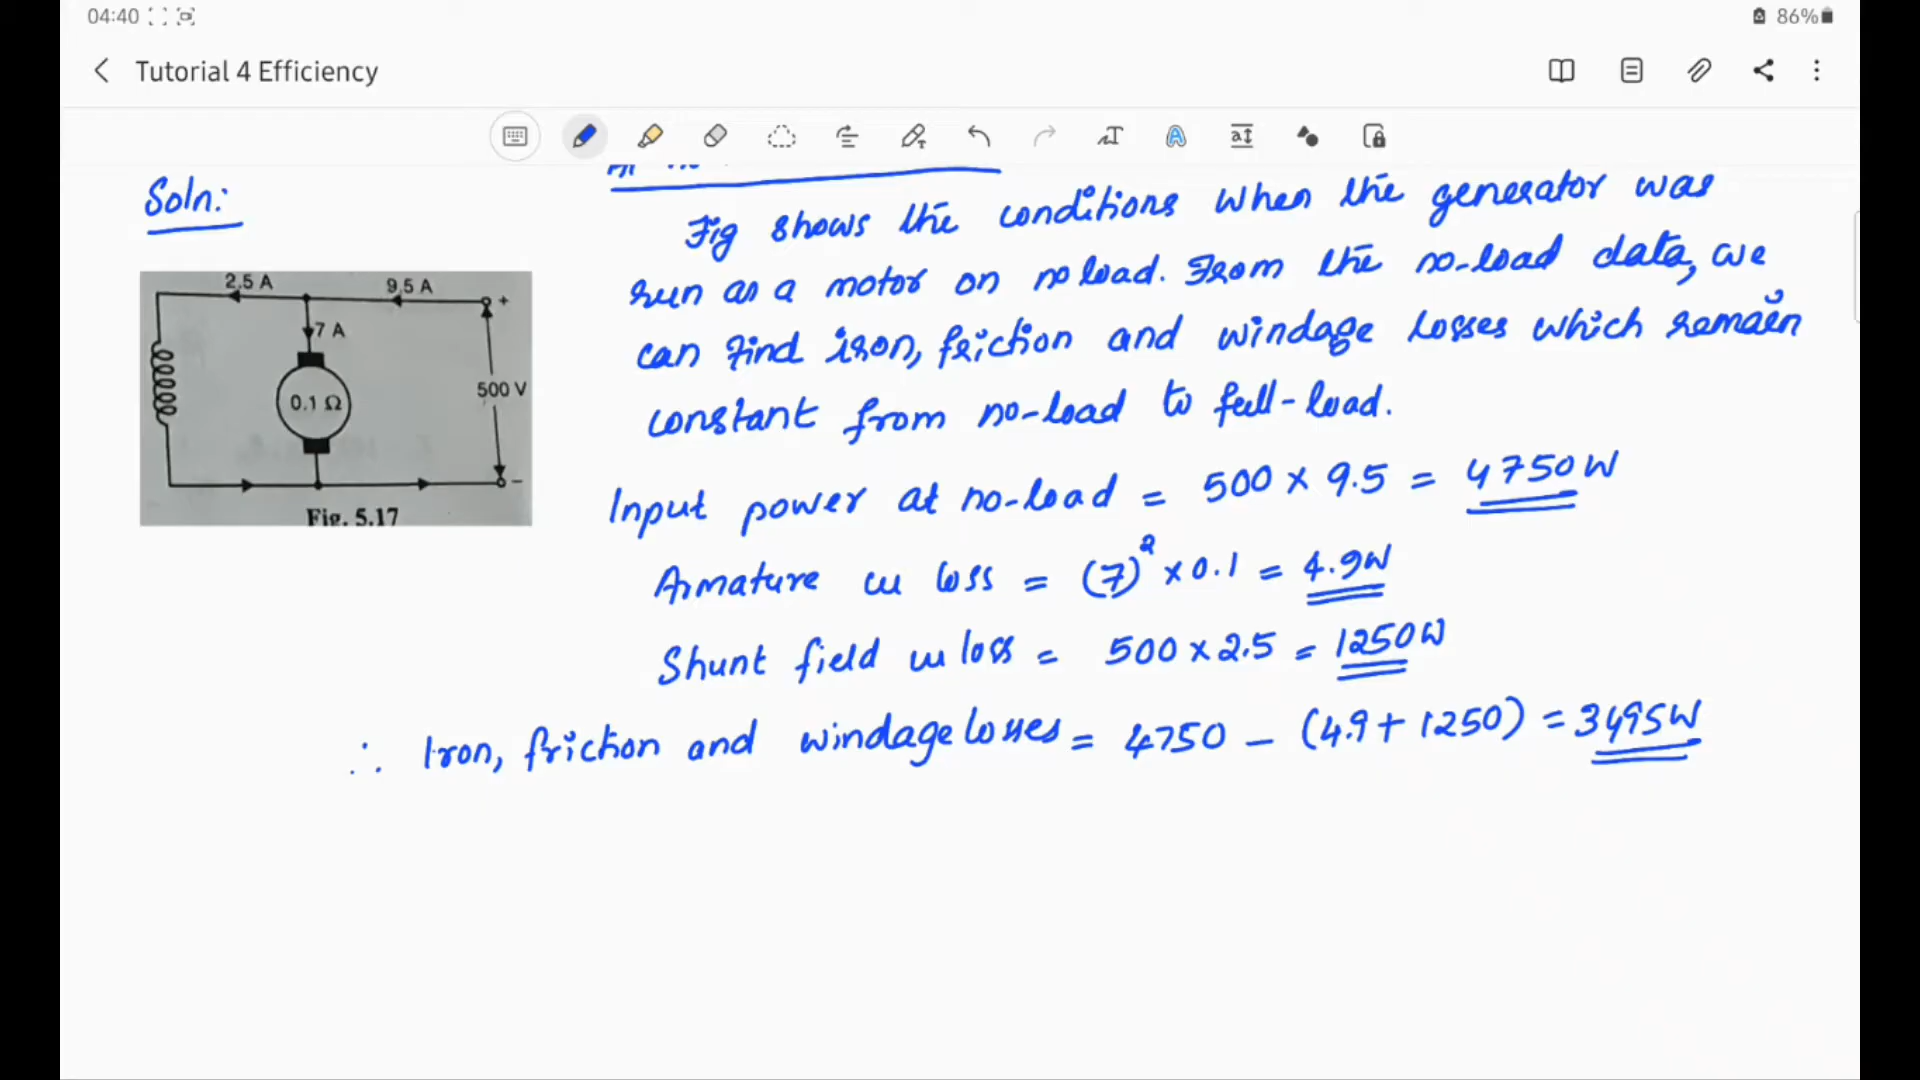 04:40
86%
Tutorial 4 Efficiency
Soln:
Fig shows the conditions when the generator was
run as a motor on no load. From the no-load data, we
can find iron, friction and windage losses which remain
constant from no-load to full-load.
2.5 A
9.5 A
+
7 A
0.1 Ω
500 V
-
Fig. 5.17
Input power at no-load = 500 × 9.5 = 4750W
Armature cu loss = (7)² × 0.1 = 4.9W
Shunt field cu loss = 500 × 2.5 = 1250W
∴ Iron, friction and windage losses = 4750 - (4.9 + 1250) = 3495W